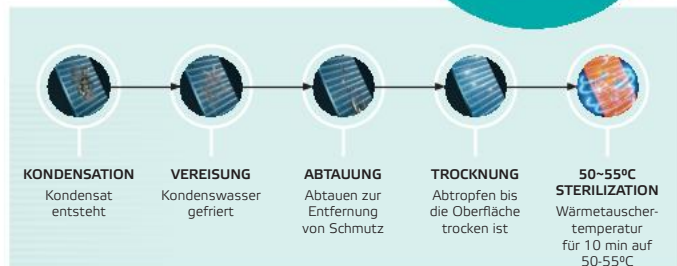 KONDENSATION
Kondensat
entsteht
VEREISUNG
Kondenswasser
gefriert
ABTAUUNG
Abtauen zur
Entfernung
von Schmutz
TROCKNUNG
Abtropfen bis
die Oberfläche
trocken ist
50~55ºC
STERILIZATION
Wärmetauscher-
temperatur
für 10 min auf
50-55ºC